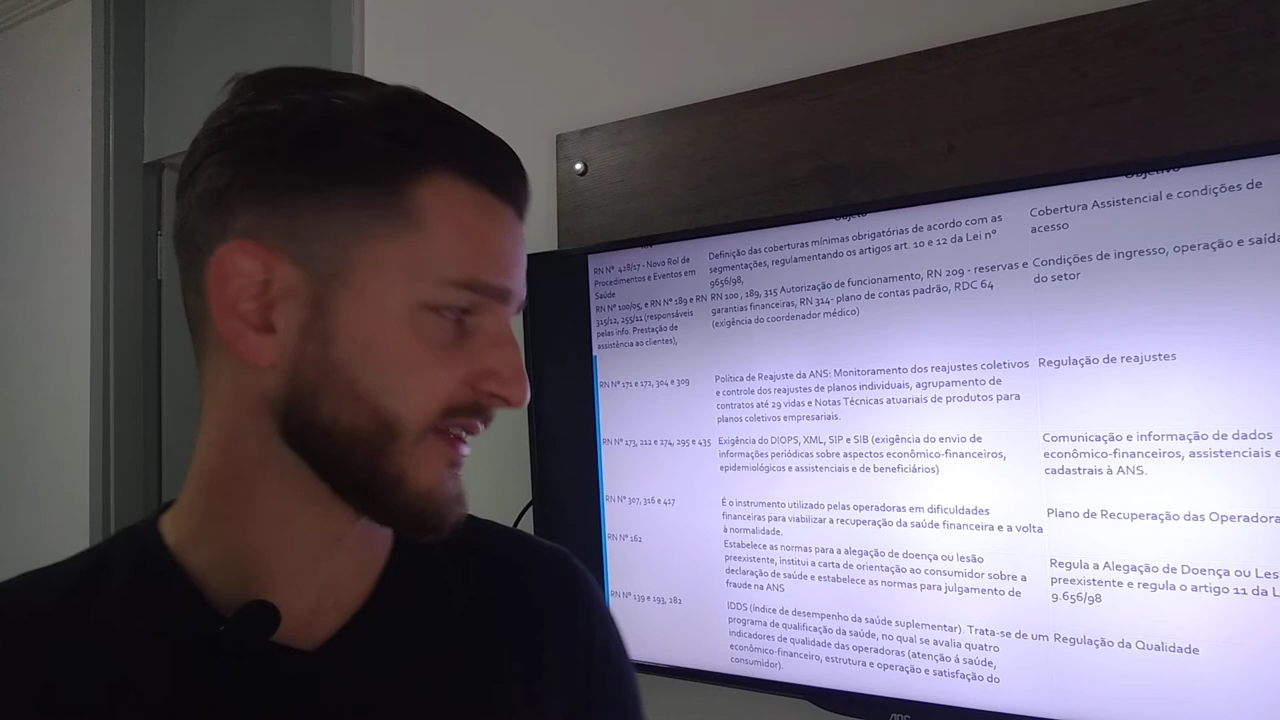 Objeto
Objetivo
RN Nº 428/17 - Novo Rol de
Procedimentos e Eventos em
Saúde
Definição das coberturas mínimas obrigatórias de acordo com as
segmentações, regulamentando os artigos art. 10 e 12 da Lei nº
9656/98,
Cobertura Assistencial e condições de
acesso
RN Nº 100/05, e RN Nº 189 e RN
315/12, 255/11 (responsáveis
pelas info. Prestação de
assistência ao clientes),
RN 100 , 189, 315 Autorização de funcionamento, RN 209 - reservas e
garantias financeiras, RN 314- plano de contas padrão, RDC 64
(exigência do coordenador médico)
Condições de ingresso, operação e saída
do setor
RN Nº 171 e 172, 304 e 309
Política de Reajuste da ANS: Monitoramento dos reajustes coletivos
e controle dos reajustes de planos individuais, agrupamento de
contratos até 29 vidas e Notas Técnicas atuariais de produtos para
planos coletivos empresariais.
Regulação de reajustes
RN Nº 173, 212 e 274, 295 e 435
Exigência do DIOPS, XML, SIP e SIB (exigência do envio de
informações periódicas sobre aspectos econômico-financeiros,
epidemiológicos e assistenciais e de beneficiários)
Comunicação e informação de dados
econômico-financeiros, assistenciais e
cadastrais à ANS.
RN Nº 307, 316 e 417
É o instrumento utilizado pelas operadoras em dificuldades
financeiras para viabilizar a recuperação da saúde financeira e a volta
à normalidade.
Plano de Recuperação das Operadora
RN Nº 162
Estabelece as normas para a alegação de doença ou lesão
preexistente, institui a carta de orientação ao consumidor sobre a
declaração de saúde e estabelece as normas para julgamento de
fraude na ANS
Regula a Alegação de Doença ou Les
preexistente e regula o artigo 11 da L
9.656/98
RN Nº 139 e 193, 282
IDDS (índice de desempenho da saúde suplementar). Trata-se de um
programa de qualificação da saúde, no qual se avalia quatro
indicadores de qualidade das operadoras (atenção á saúde,
econômico-financeiro, estrutura e operação e satisfação do
consumidor).
Regulação da Qualidade
AOC